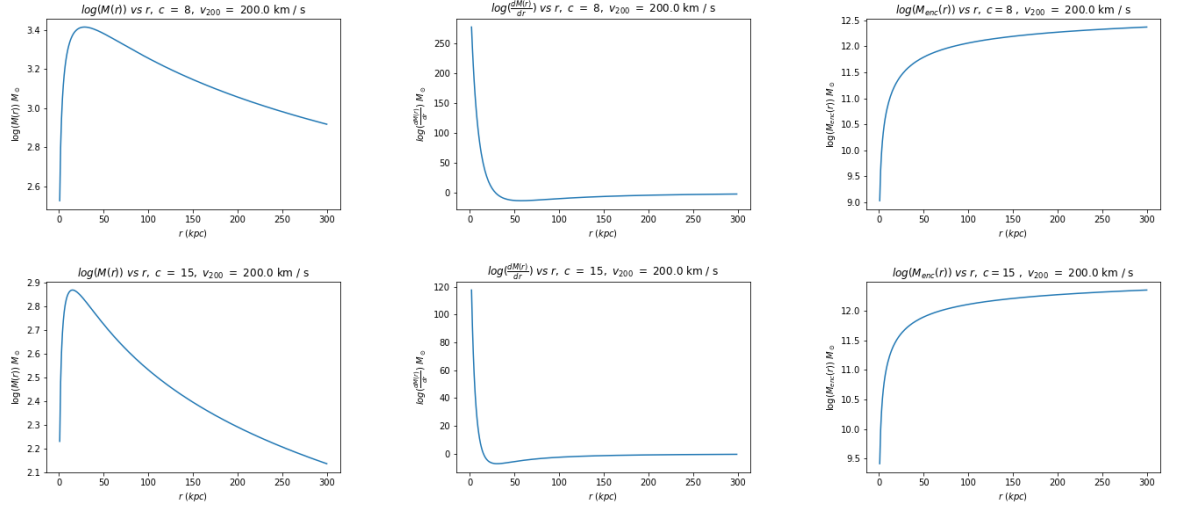 log(M(r)) vs r, c = 8, v₂₀₀ = 200.0 km / s
log(M(r)) M☉
3.4
3.2
3.0
2.8
2.6
0 50 100 150 200 250 300
r (kpc)
log(dM(r)/dr) vs r, c = 8, v₂₀₀ = 200.0 km / s
log(dM(r)/dr) M☉
250
200
150
100
50
0
0 50 100 150 200 250 300
r (kpc)
log(M_enc(r)) vs r, c = 8 , v₂₀₀ = 200.0 km / s
log(M_enc(r)) M☉
12.5
12.0
11.5
11.0
10.5
10.0
9.5
9.0
0 50 100 150 200 250 300
r (kpc)
log(M(r)) vs r, c = 15, v₂₀₀ = 200.0 km / s
log(M(r)) M☉
2.9
2.8
2.7
2.6
2.5
2.4
2.3
2.2
2.1
0 50 100 150 200 250 300
r (kpc)
log(dM(r)/dr) vs r, c = 15, v₂₀₀ = 200.0 km / s
log(dM(r)/dr) M☉
120
100
80
60
40
20
0
0 50 100 150 200 250 300
r (kpc)
log(M_enc(r)) vs r, c = 15 , v₂₀₀ = 200.0 km / s
log(M_enc(r)) M☉
12.0
11.5
11.0
10.5
10.0
9.5
0 50 100 150 200 250 300
r (kpc)